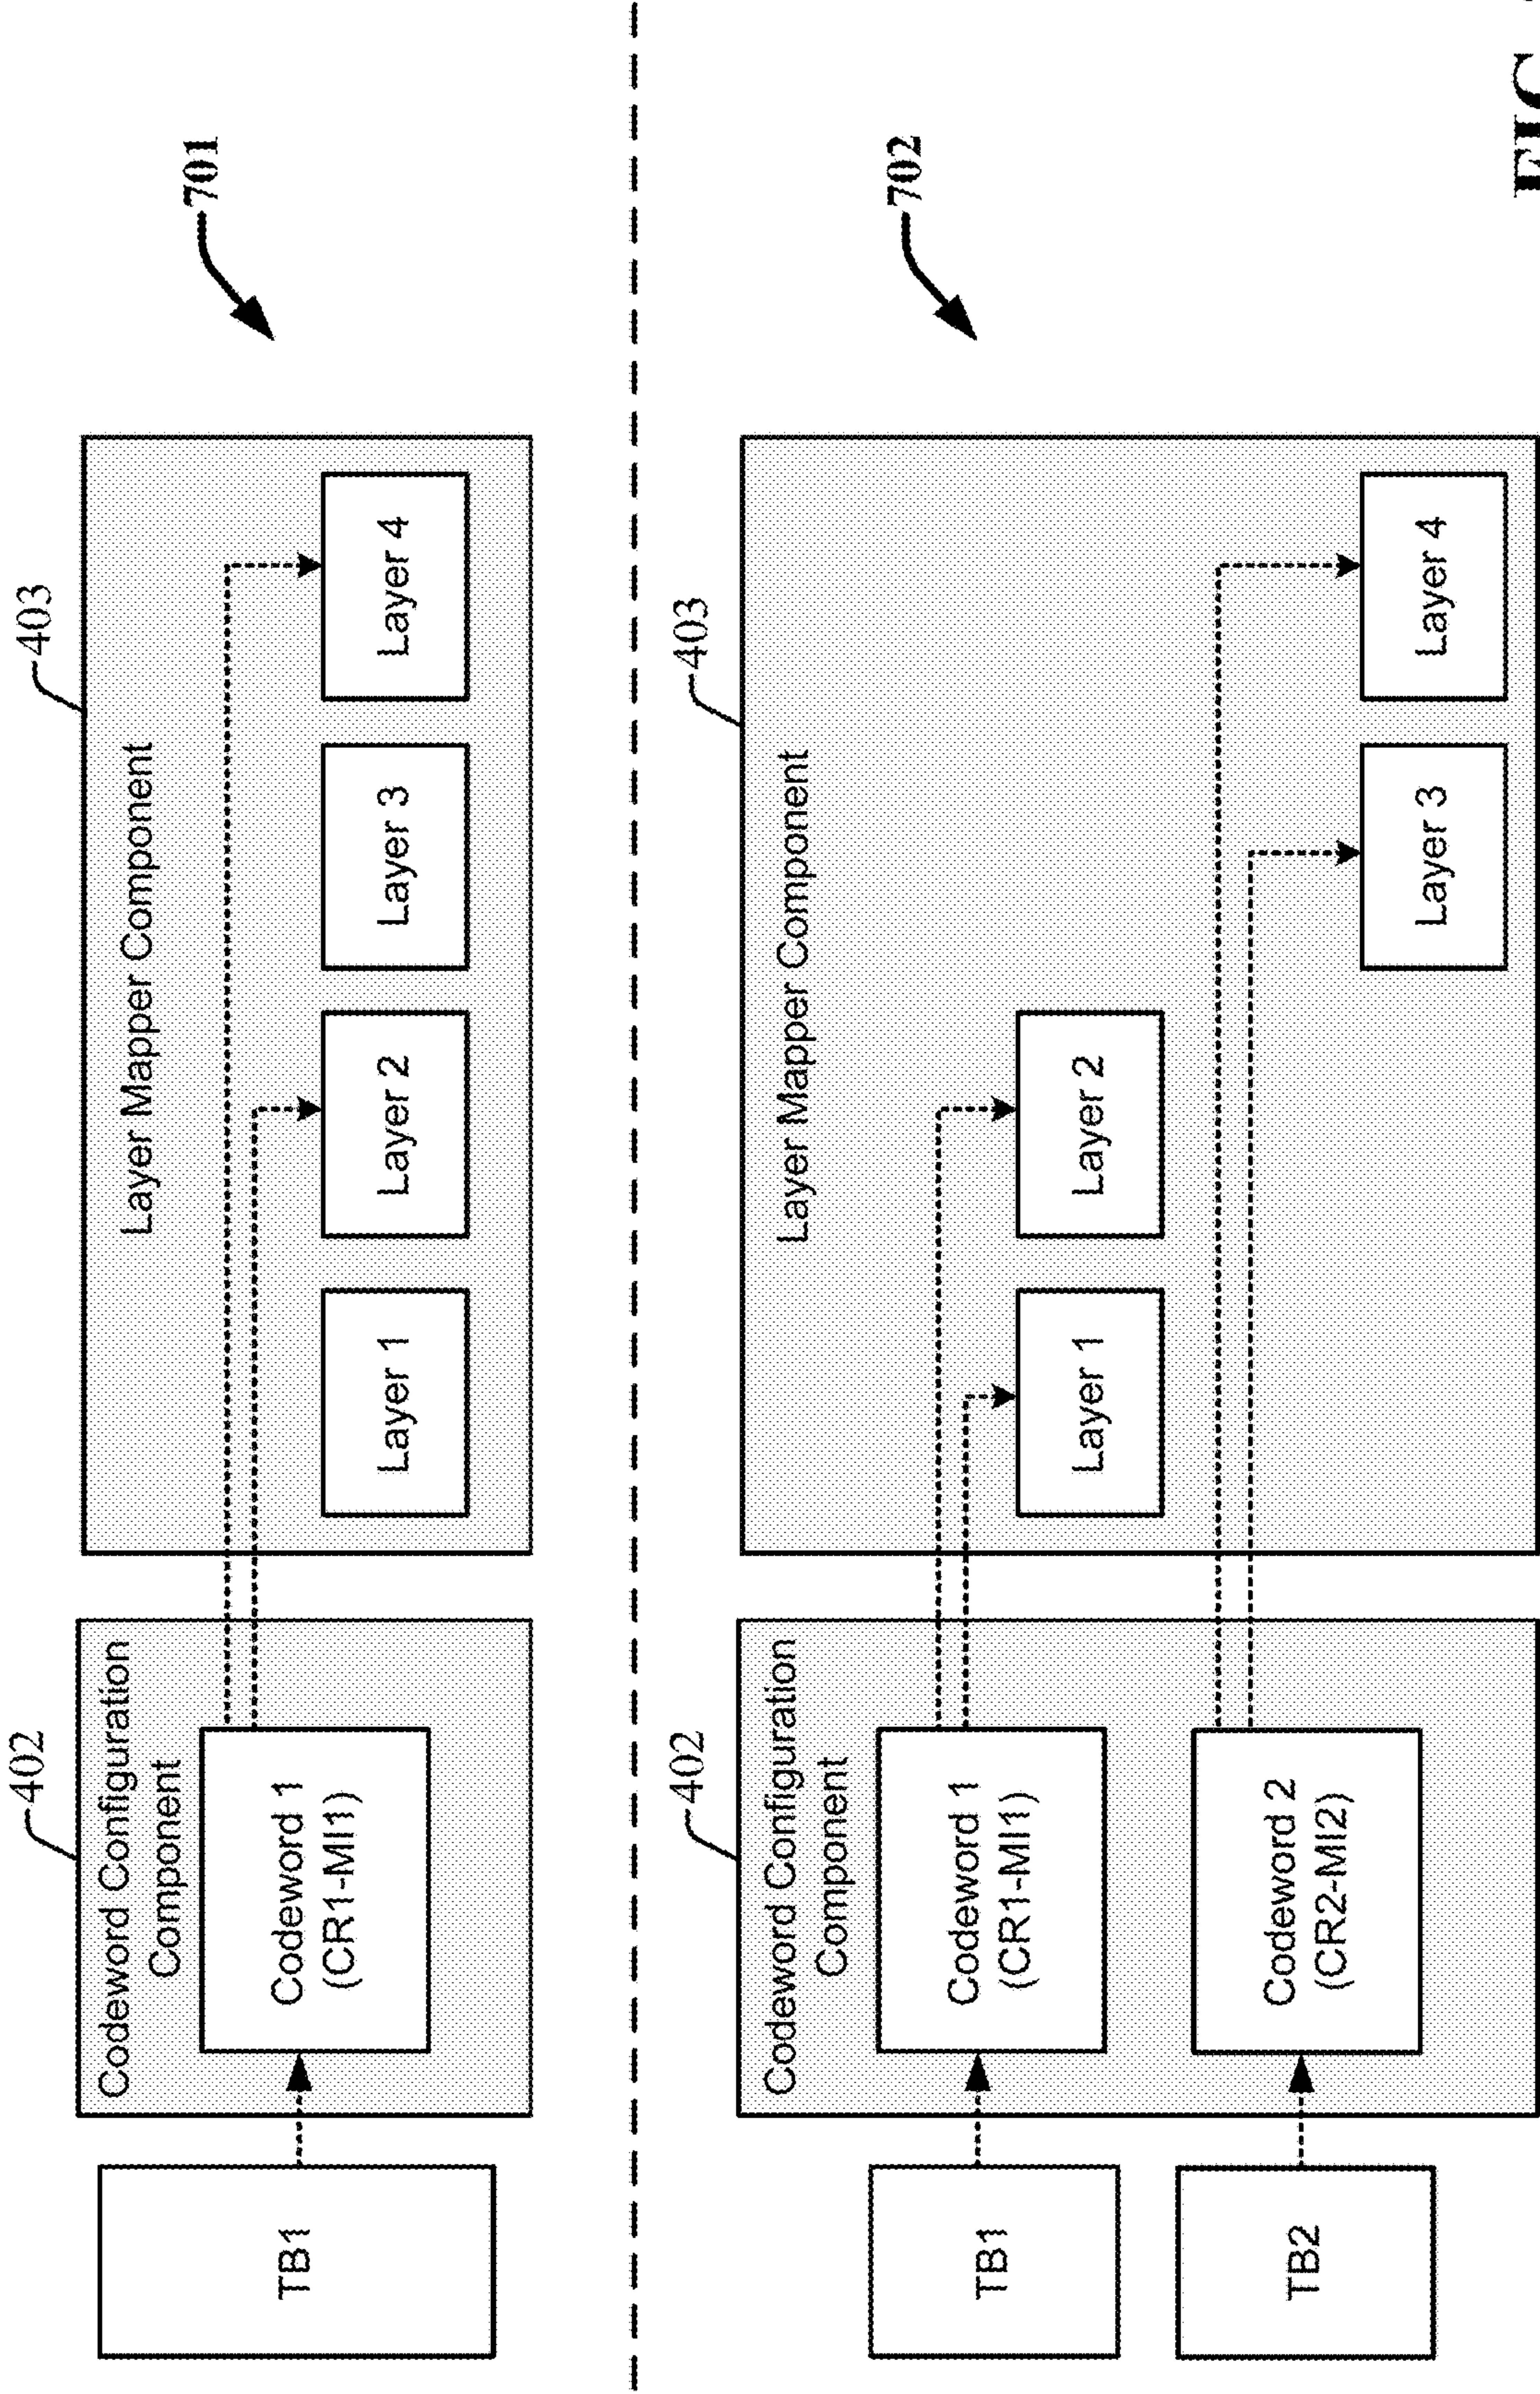 402
403
Codeword Configuration
Component
Layer Mapper Component
701
TB1
Codeword 1
(CR1-MI1)
Layer 1
Layer 2
Layer 3
Layer 4
402
403
Codeword Configuration
Component
Layer Mapper Component
702
TB1
Codeword 1
(CR1-MI1)
Layer 1
Layer 2
TB2
Codeword 2
(CR2-MI2)
Layer 3
Layer 4